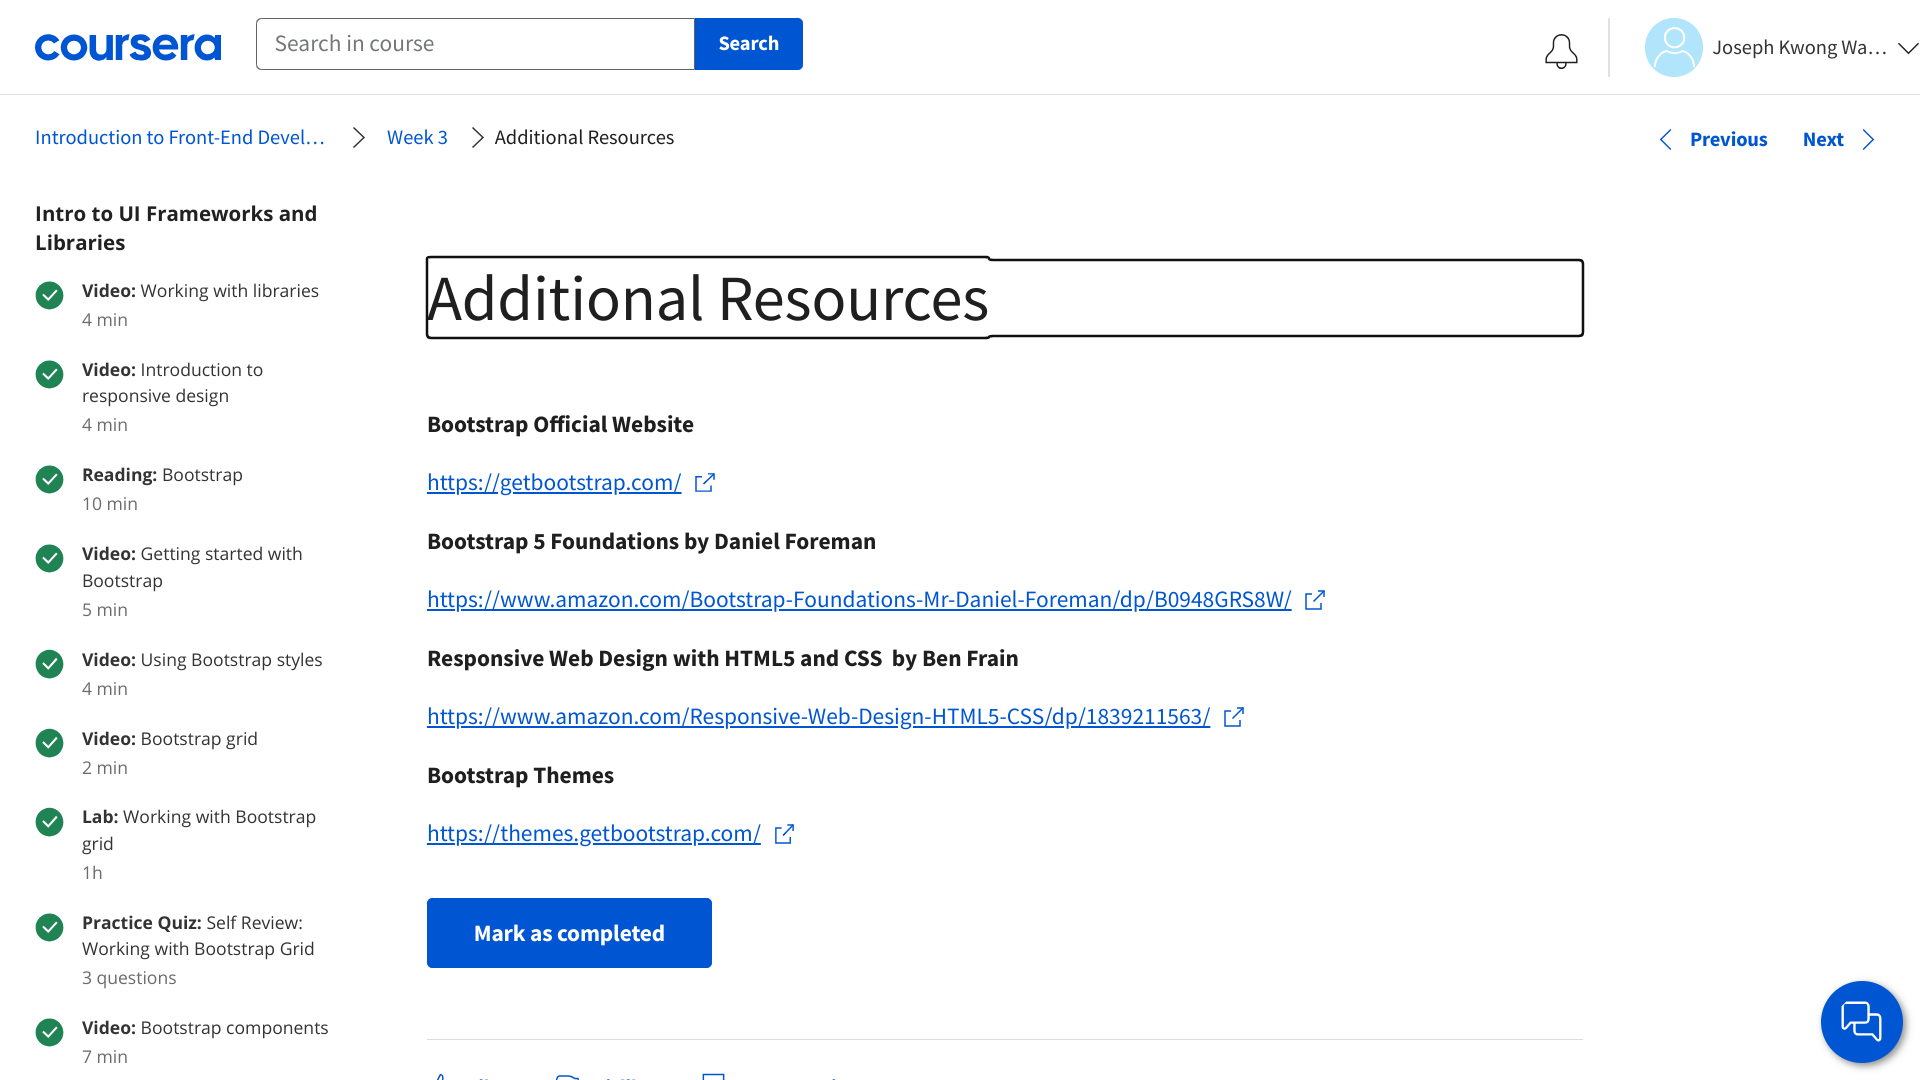 coursera
Search in course
Search
Joseph Kwong Wa...
Introduction to Front-End Devel...
Week 3
Additional Resources
Previous
Next
Intro to UI Frameworks and
Libraries
Video: Working with libraries
4 min
Video: Introduction to
responsive design
4 min
Reading: Bootstrap
10 min
Video: Getting started with
Bootstrap
5 min
Video: Using Bootstrap styles
4 min
Video: Bootstrap grid
2 min
Lab: Working with Bootstrap
grid
1h
Practice Quiz: Self Review:
Working with Bootstrap Grid
3 questions
Video: Bootstrap components
7 min
Additional Resources
Bootstrap Official Website
https://getbootstrap.com/
Bootstrap 5 Foundations by Daniel Foreman
https://www.amazon.com/Bootstrap-Foundations-Mr-Daniel-Foreman/dp/B0948GRS8W/
Responsive Web Design with HTML5 and CSS  by Ben Frain
https://www.amazon.com/Responsive-Web-Design-HTML5-CSS/dp/1839211563/
Bootstrap Themes
https://themes.getbootstrap.com/
Mark as completed